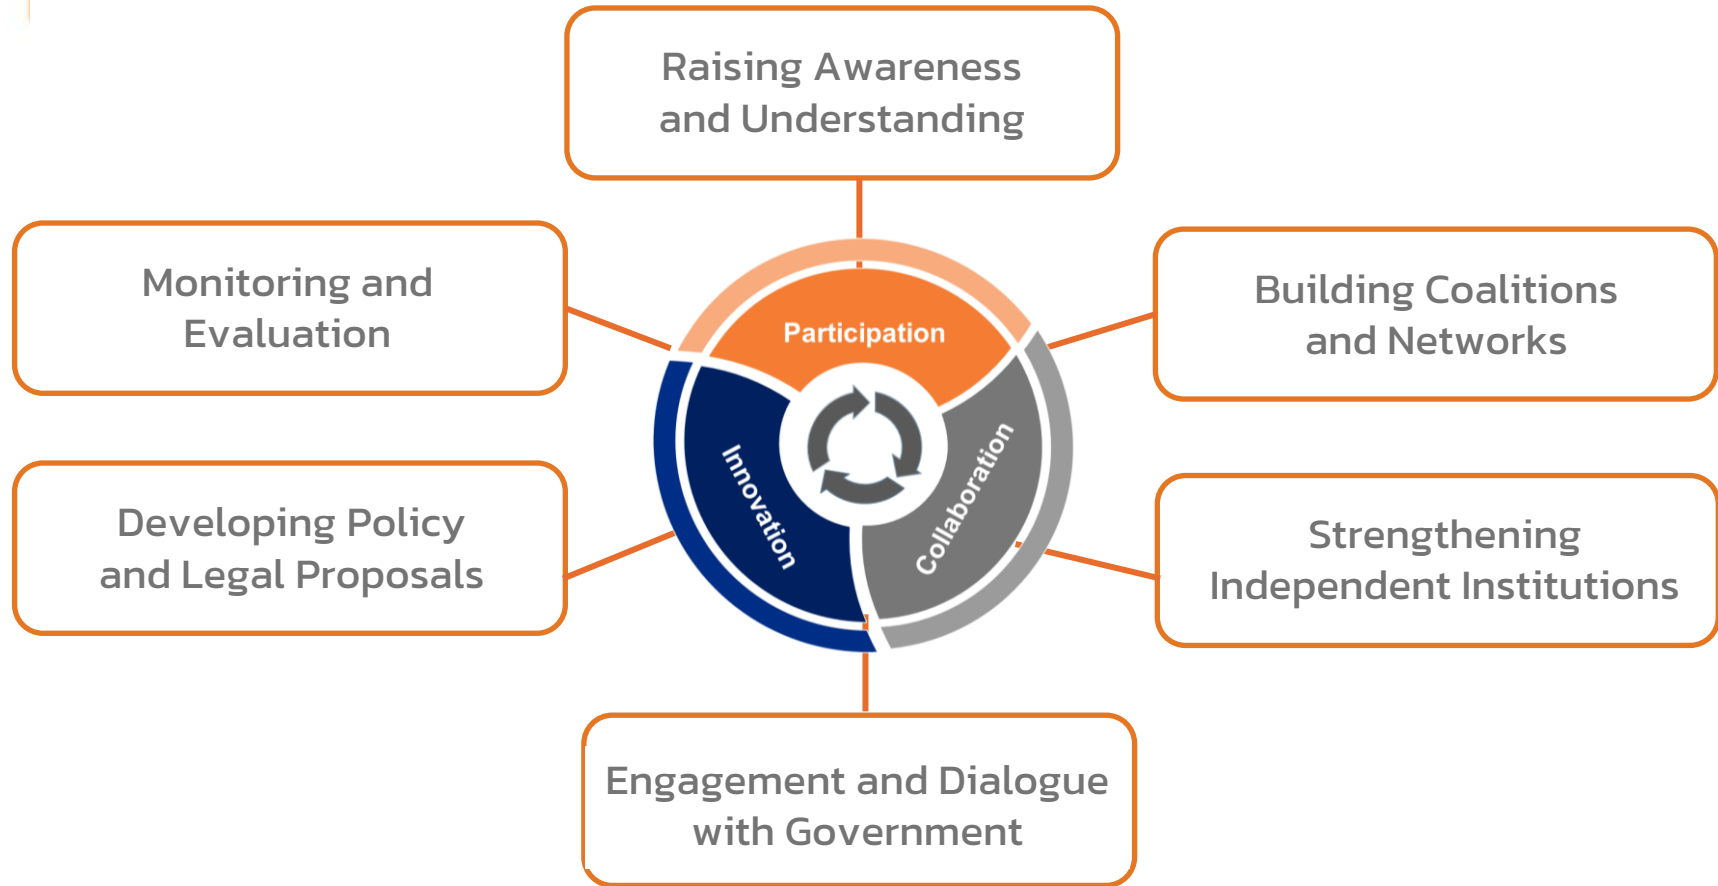 Raising Awareness
and Understanding
Monitoring and
Evaluation
Building Coalitions
and Networks
Participation
Innovation
Collaboration
Developing Policy
and Legal Proposals
Strengthening
Independent Institutions
Engagement and Dialogue
with Government